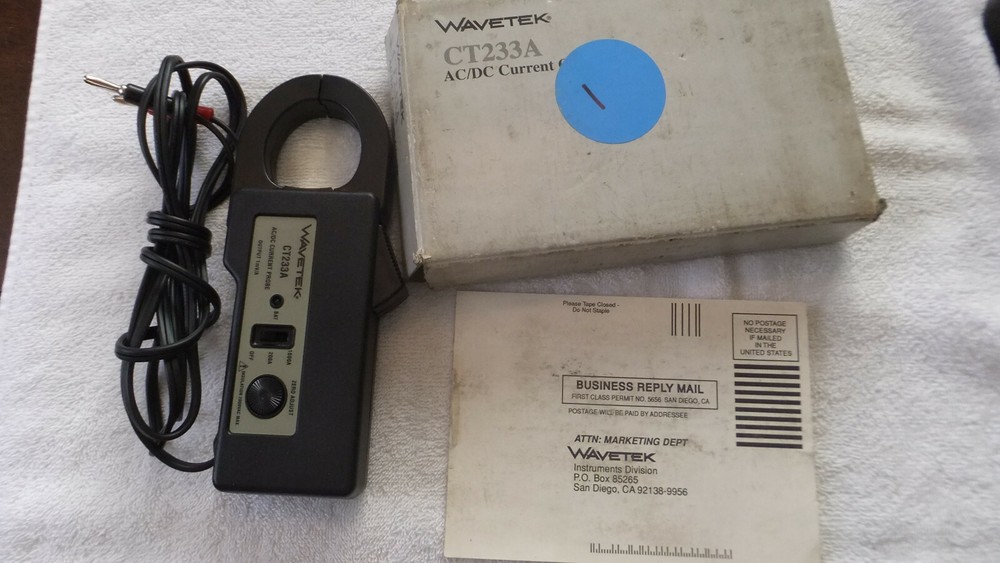 WAVETEK
CT233A
AC/DC Current
WAVETEK
CT233A
AC/DC CURRENT PROBE
OUTPUT 1mV/A
BAT
1000A
200A
OFF
ZERO ADJUST
Please Tape Closed -
Do Not Staple
NO POSTAGE
NECESSARY
IF MAILED
IN THE
UNITED STATES
BUSINESS REPLY MAIL
FIRST CLASS PERMIT NO. 5656 SAN DIEGO, CA
POSTAGE WILL BE PAID BY ADDRESSEE
ATTN: MARKETING DEPT
WAVETEK
Instruments Division
P.O. Box 85265
San Diego, CA 92138-9956